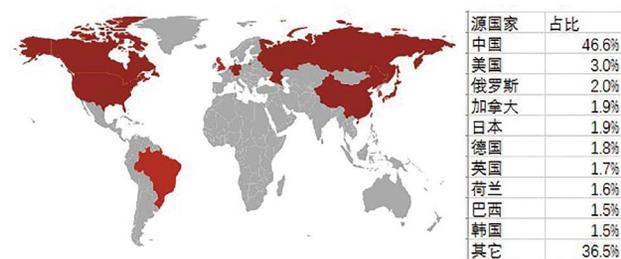 源国家 占比
中国 46.6%
美国 3.0%
俄罗斯 2.0%
加拿大 1.9%
日本 1.9%
德国 1.8%
英国 1.7%
荷兰 1.6%
巴西 1.5%
韩国 1.5%
其它 36.5%